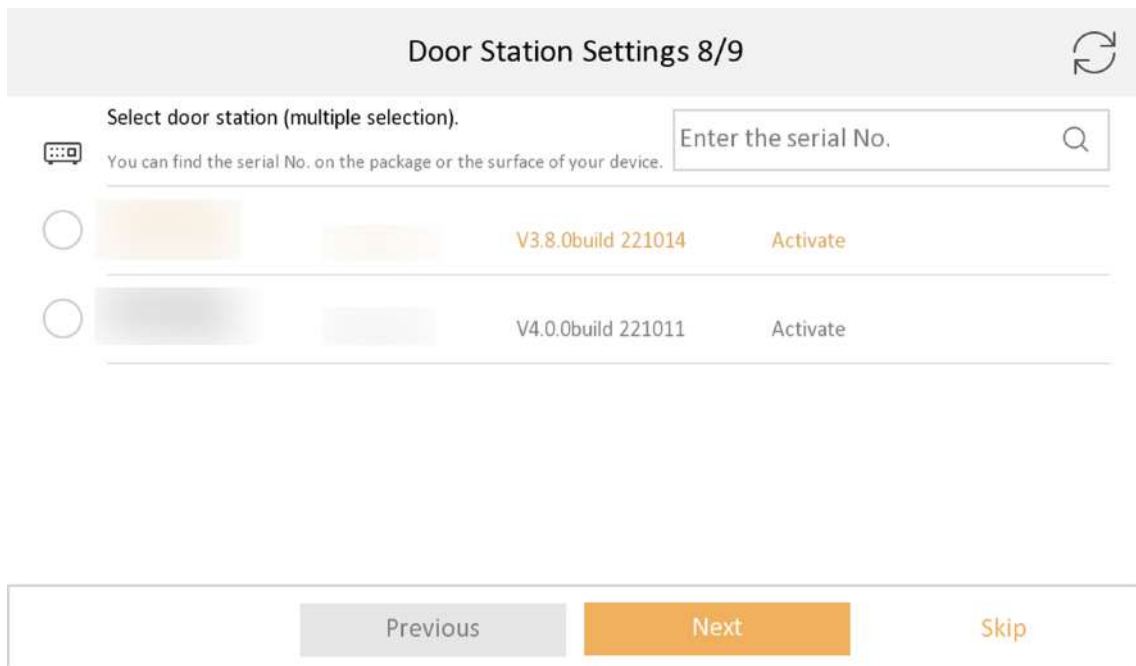 Door Station Settings 8/9
Select door station (multiple selection).
You can find the serial No. on the package or the surface of your device.
Enter the serial No.
V3.8.0build 221014 Activate
V4.0.0build 221011 Activate
Previous Next Skip